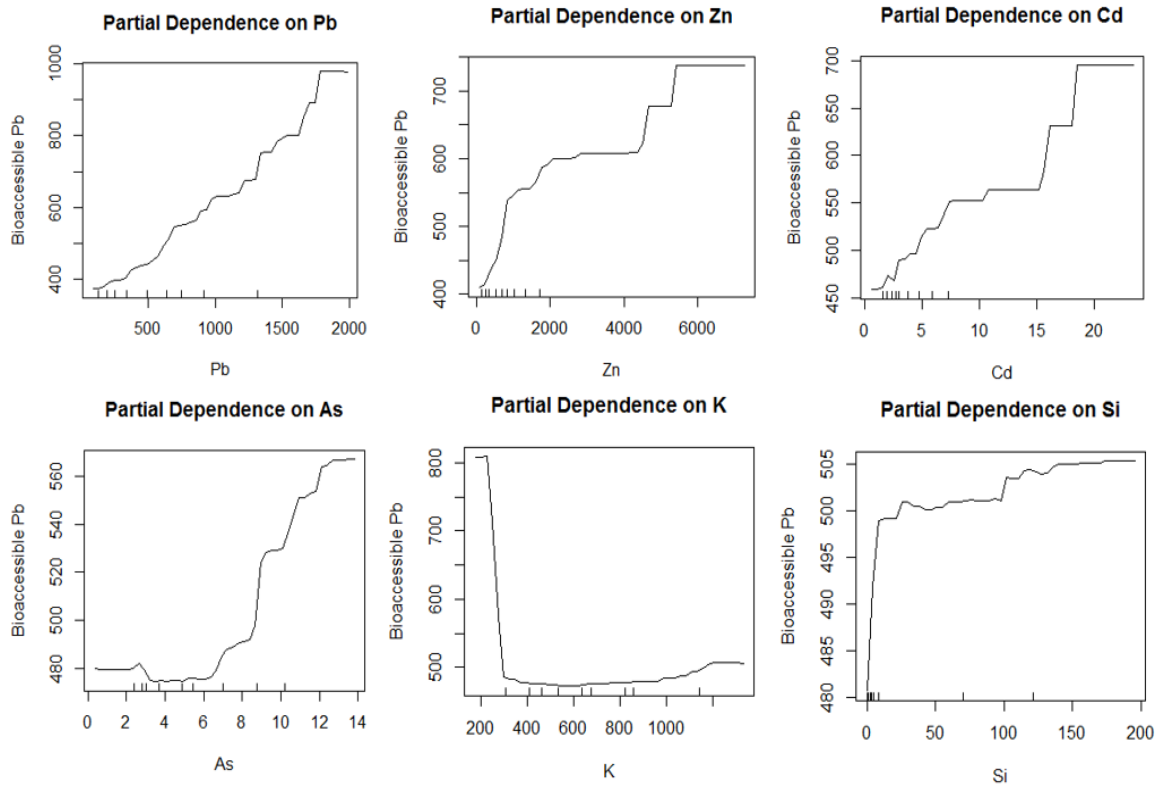 Partial Dependence on Pb
Bioaccessible Pb
400 600 800 1000
500 1000 1500 2000
Pb
Partial Dependence on Zn
Bioaccessible Pb
400 500 600 700
0 2000 4000 6000
Zn
Partial Dependence on Cd
Bioaccessible Pb
450 500 550 600 650 700
0 5 10 15 20
Cd
Partial Dependence on As
Bioaccessible Pb
480 500 520 540 560
0 2 4 6 8 10 12 14
As
Partial Dependence on K
Bioaccessible Pb
500 600 700 800
200 400 600 800 1000
K
Partial Dependence on Si
Bioaccessible Pb
480 485 490 495 500 505
0 50 100 150 200
Si